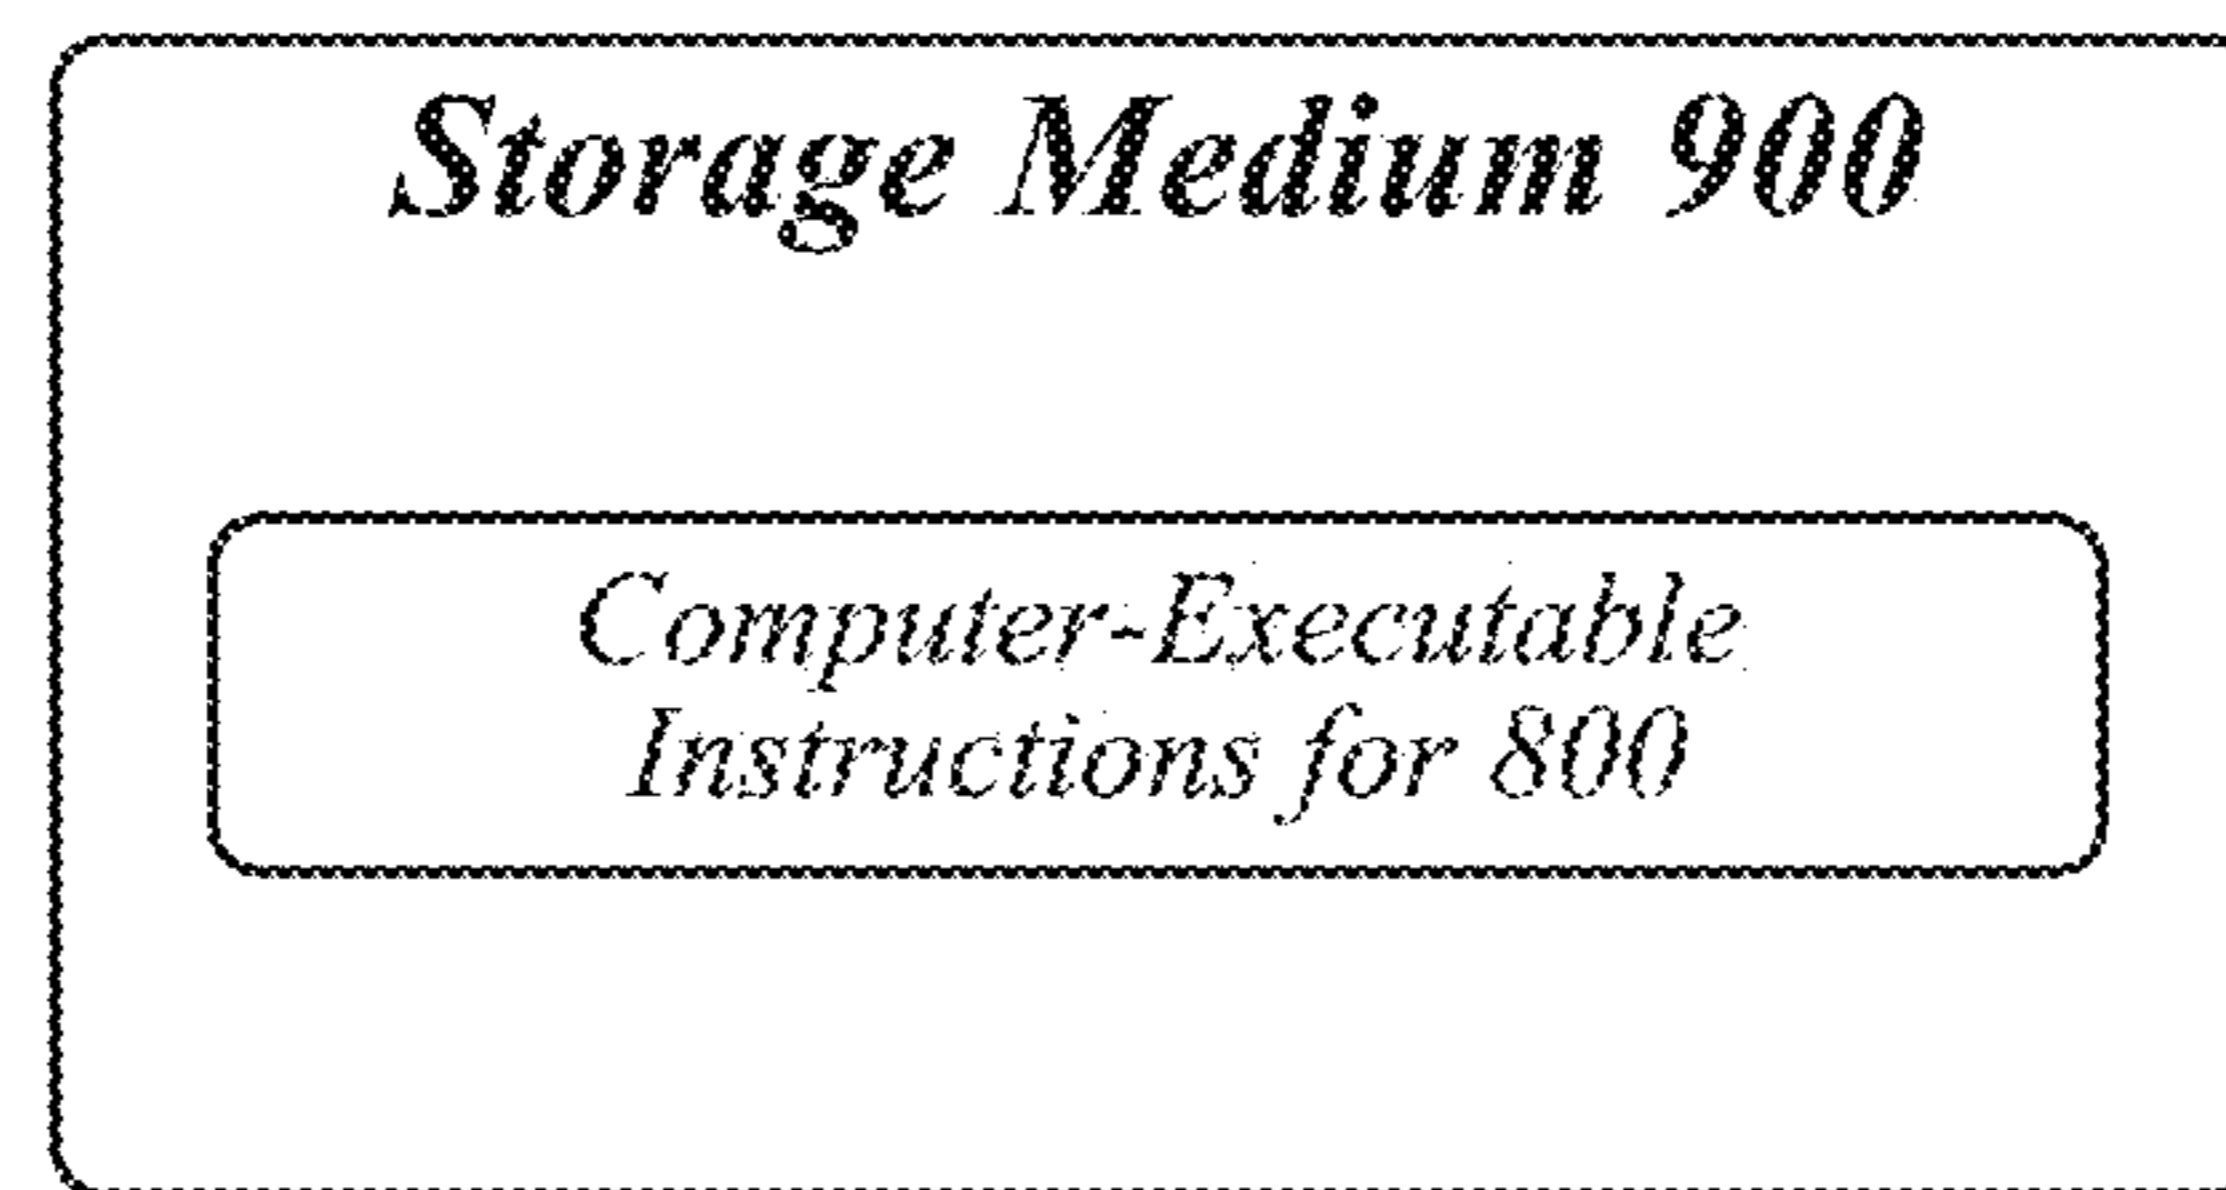 Storage Medium 900
Computer-Executable
Instructions for 800